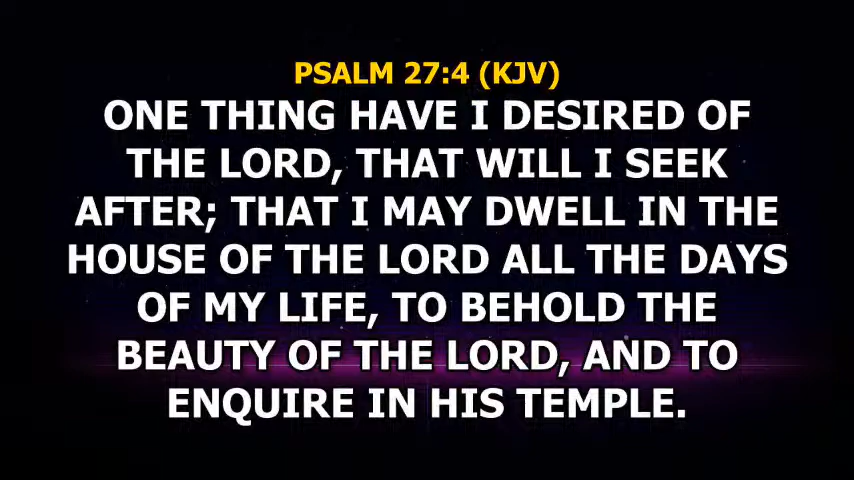 PSALM 27:4 (KJV)
ONE THING HAVE I DESIRED OF
THE LORD, THAT WILL I SEEK
AFTER; THAT I MAY DWELL IN THE
HOUSE OF THE LORD ALL THE DAYS
OF MY LIFE, TO BEHOLD THE
BEAUTY OF THE LORD, AND TO
ENQUIRE IN HIS TEMPLE.